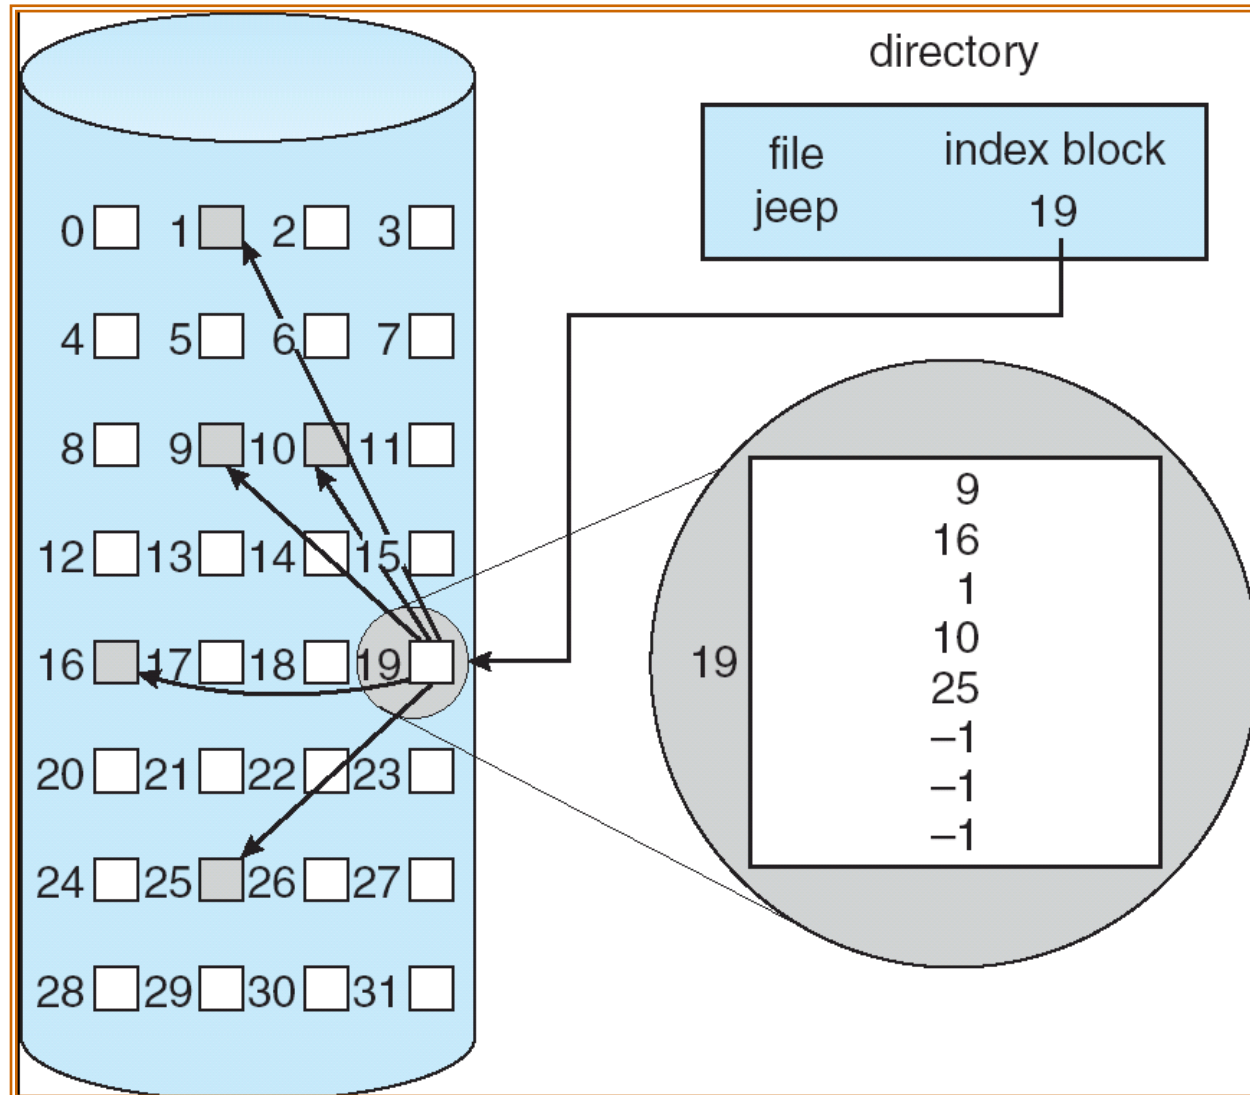 directory
file index block
jeep 19
0 1 2 3
4 5 6 7
8 9 10 11
12 13 14 15
16 17 18 19
20 21 22 23
24 25 26 27
28 29 30 31
19
9
16
1
10
25
–1
–1
–1